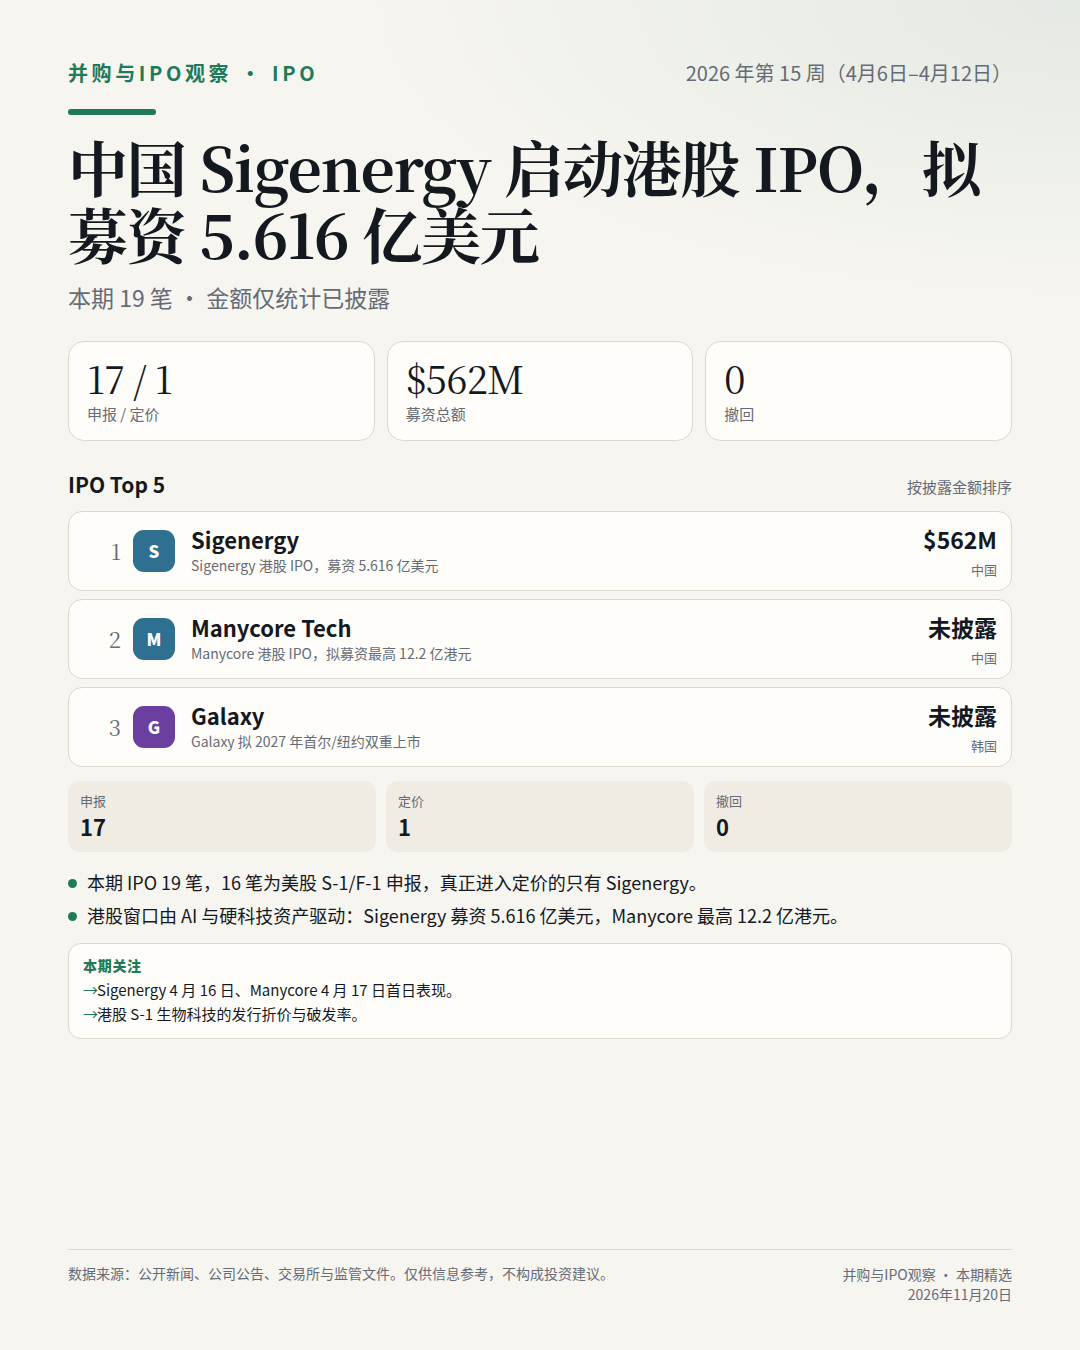 并购与IPO观察 · IPO
2026 年第 15 周（4月6日–4月12日）
中国 Sigenergy 启动港股 IPO，拟
募资 5.616 亿美元
本期 19 笔 · 金额仅统计已披露
17 / 1
申报 / 定价
$562M
募资总额
0
撤回
IPO Top 5
按披露金额排序
1
S
Sigenergy
Sigenergy 港股 IPO，募资 5.616 亿美元
$562M
中国
2
M
Manycore Tech
Manycore 港股 IPO，拟募资最高 12.2 亿港元
未披露
中国
3
G
Galaxy
Galaxy 拟 2027 年首尔/纽约双重上市
未披露
韩国
申报
17
定价
1
撤回
0
本期 IPO 19 笔，16 笔为美股 S-1/F-1 申报，真正进入定价的只有 Sigenergy。
港股窗口由 AI 与硬科技资产驱动：Sigenergy 募资 5.616 亿美元，Manycore 最高 12.2 亿港元。
本期关注
→Sigenergy 4 月 16 日、Manycore 4 月 17 日首日表现。
→港股 S-1 生物科技的发行折价与破发率。
数据来源：公开新闻、公司公告、交易所与监管文件。仅供信息参考，不构成投资建议。
并购与IPO观察 · 本期精选
2026年11月20日